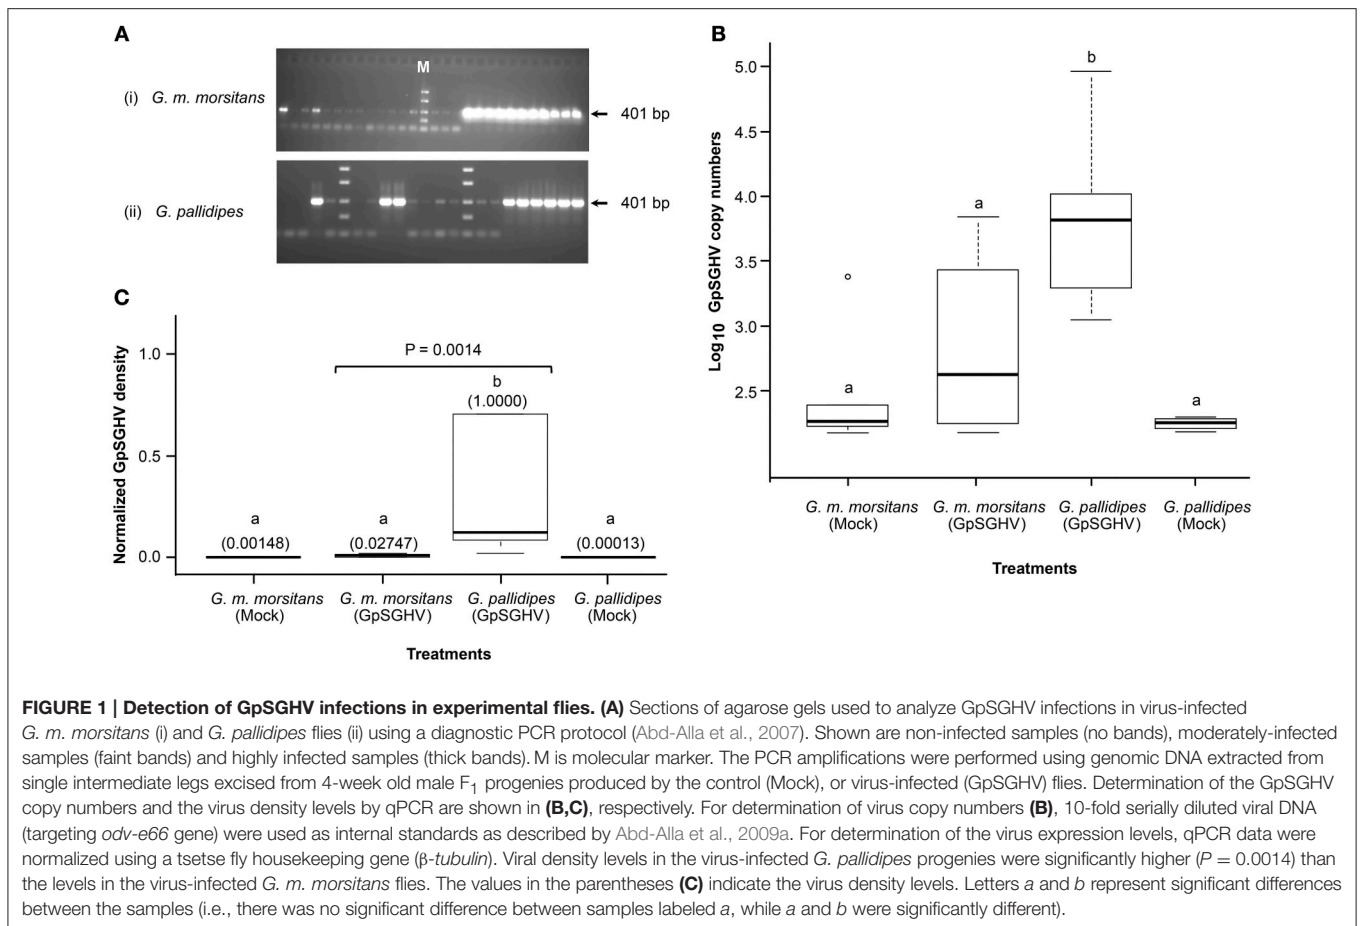 A
M
(i) G. m. morsitans
401 bp
(ii) G. pallidipes
401 bp
B
Log10 GpSGHV copy numbers
5.0
4.5
4.0
3.5
3.0
2.5
a
a
b
a
G. m. morsitans
(Mock)
G. m. morsitans
(GpSGHV)
G. pallidipes
(GpSGHV)
G. pallidipes
(Mock)
Treatments
C
Normalized GpSGHV density
1.0
0.5
0.0
P = 0.0014
a
(0.00148)
a
(0.02747)
b
(1.0000)
a
(0.00013)
G. m. morsitans
(Mock)
G. m. morsitans
(GpSGHV)
G. pallidipes
(GpSGHV)
G. pallidipes
(Mock)
Treatments
FIGURE 1 | Detection of GpSGHV infections in experimental flies. (A) Sections of agarose gels used to analyze GpSGHV infections in virus-infected
G. m. morsitans (i) and G. pallidipes flies (ii) using a diagnostic PCR protocol (Abd-Alla et al., 2007). Shown are non-infected samples (no bands), moderately-infected
samples (faint bands) and highly infected samples (thick bands). M is molecular marker. The PCR amplifications were performed using genomic DNA extracted from
single intermediate legs excised from 4-week old male F1 progenies produced by the control (Mock), or virus-infected (GpSGHV) flies. Determination of the GpSGHV
copy numbers and the virus density levels by qPCR are shown in (B,C), respectively. For determination of virus copy numbers (B), 10-fold serially diluted viral DNA
(targeting odv-e66 gene) were used as internal standards as described by Abd-Alla et al., 2009a. For determination of the virus expression levels, qPCR data were
normalized using a tsetse fly housekeeping gene (β-tubulin). Viral density levels in the virus-infected G. pallidipes progenies were significantly higher (P = 0.0014) than
the levels in the virus-infected G. m. morsitans flies. The values in the parentheses (C) indicate the virus density levels. Letters a and b represent significant differences
between the samples (i.e., there was no significant difference between samples labeled a, while a and b were significantly different).